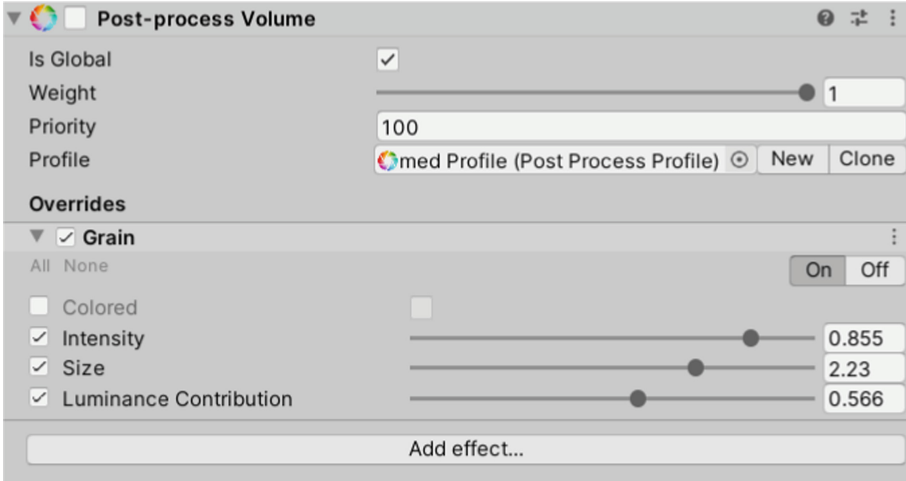 Post-process Volume
Is Global
Weight 1
Priority 100
Profile med Profile (Post Process Profile) New Clone
Overrides
Grain
All None On Off
Colored
Intensity 0.855
Size 2.23
Luminance Contribution 0.566
Add effect...